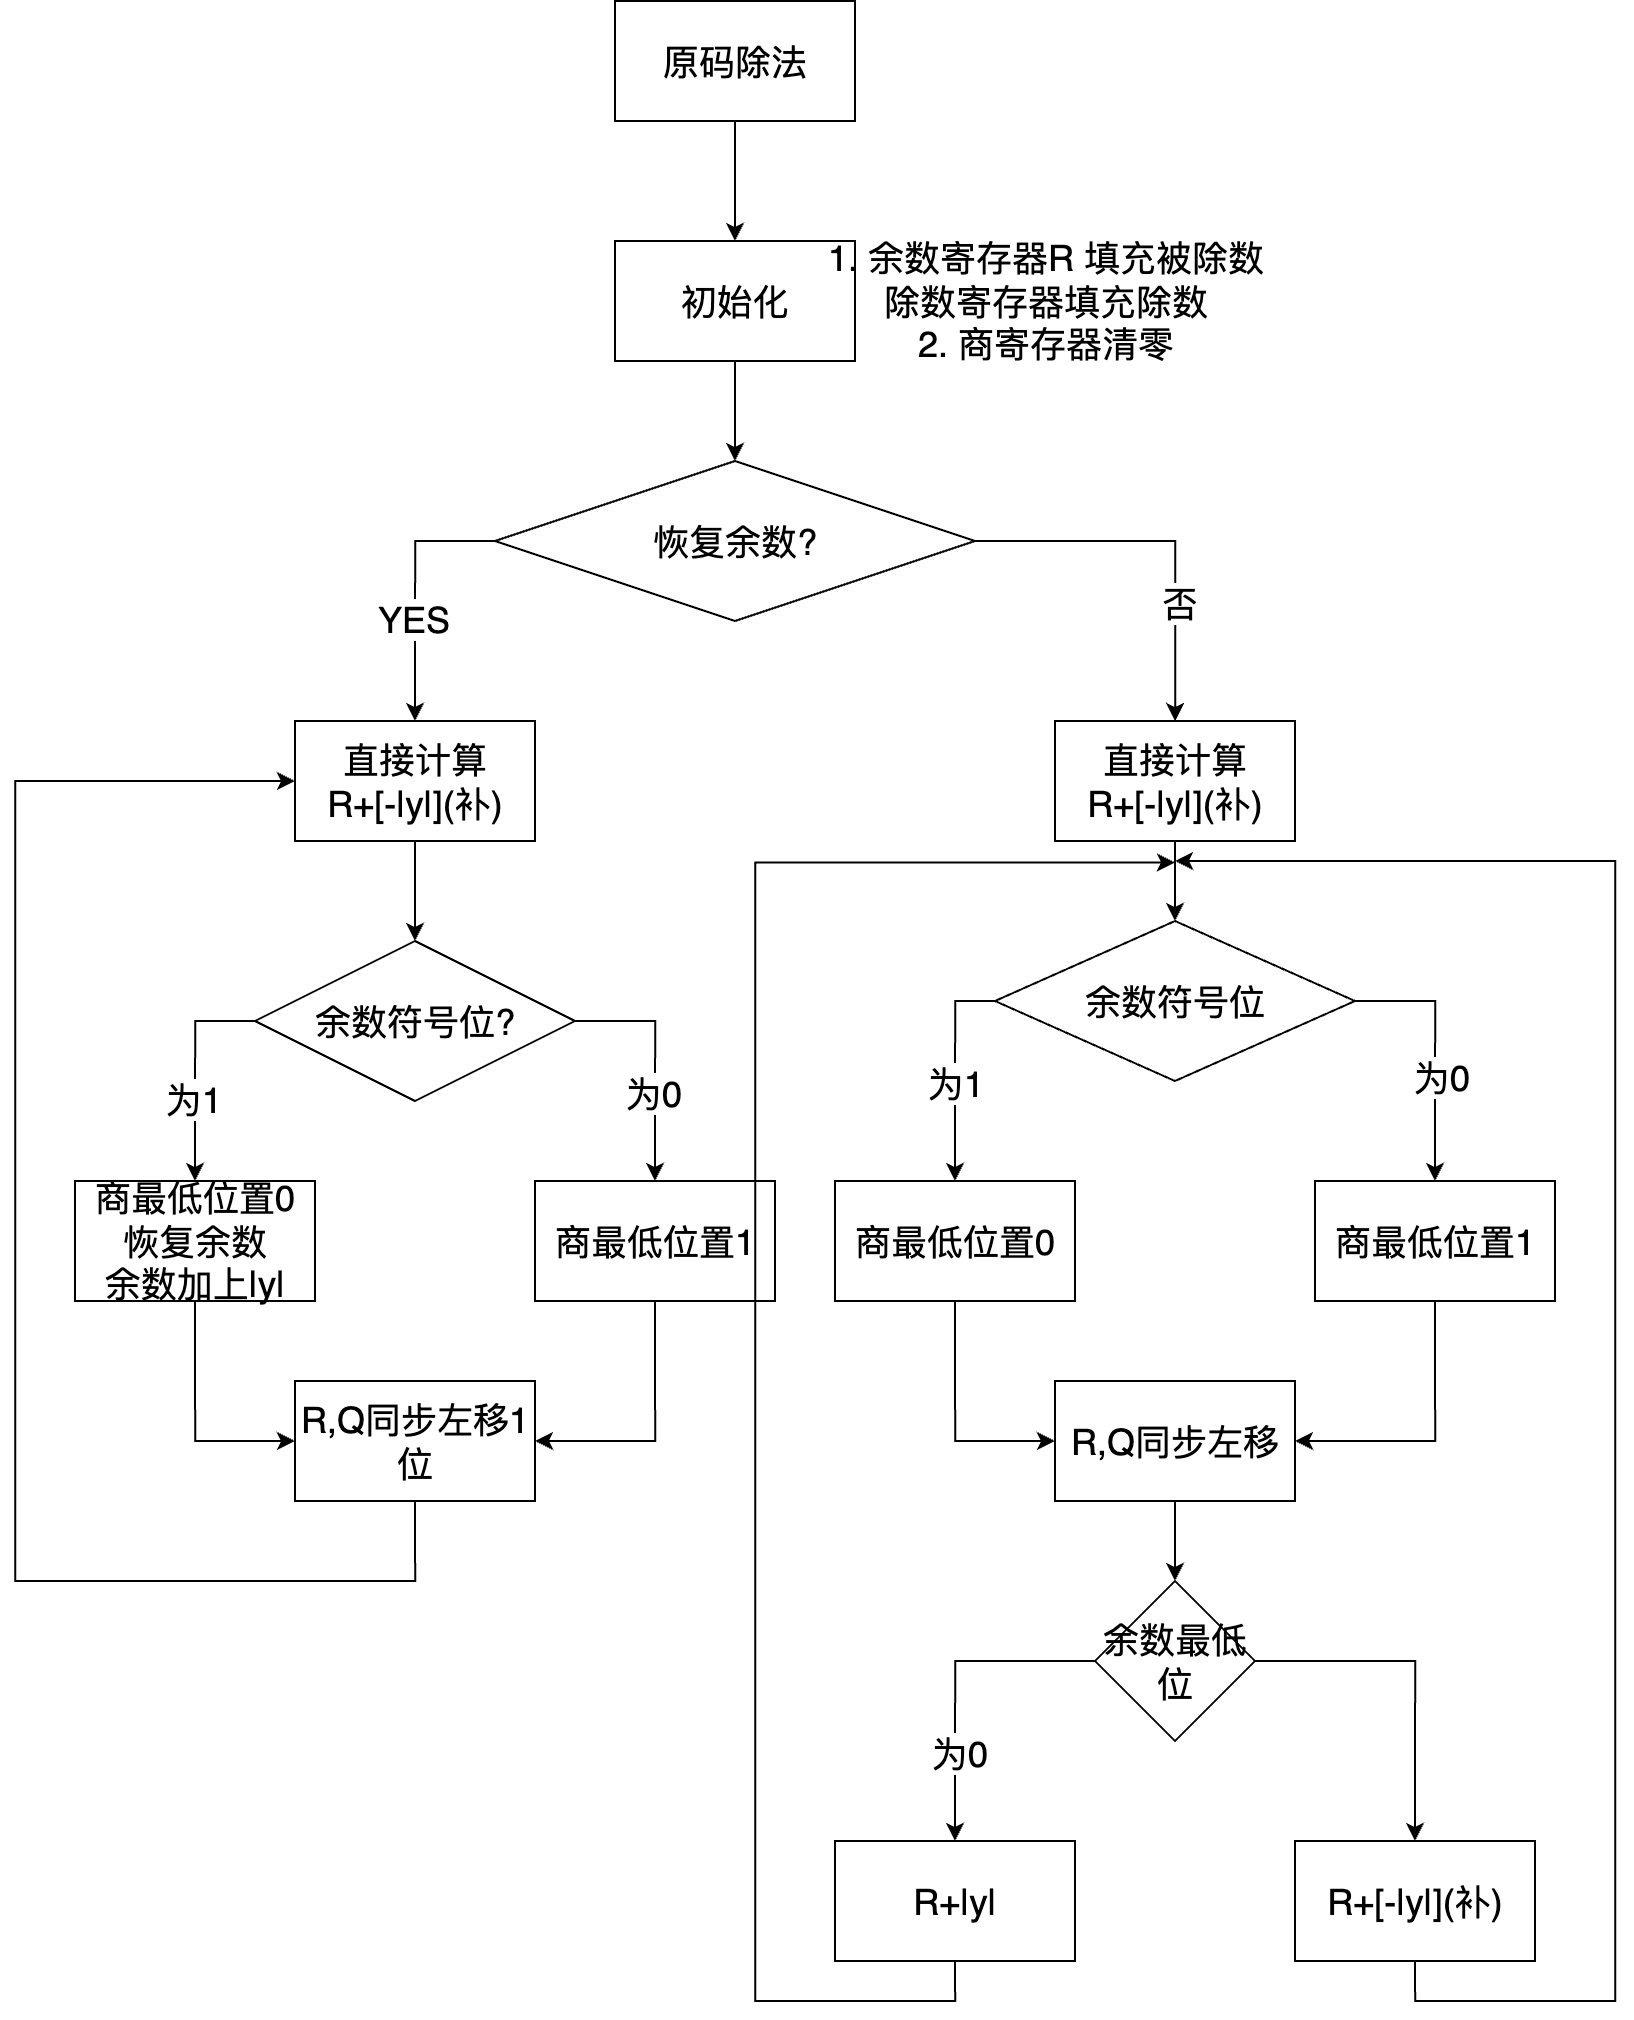 原码除法
初始化
1. 余数寄存器R 填充被除数
除数寄存器填充除数
2. 商寄存器清零
恢复余数?
YES
否
直接计算
R+[-lyl](补)
直接计算
R+[-lyl](补)
余数符号位?
余数符号位
为1
为0
为1
为0
商最低位置0
恢复余数
余数加上lyl
商最低位置1
商最低位置0
商最低位置1
R,Q同步左移1
位
R,Q同步左移
余数最低
位
为0
R+lyl
R+[-lyl](补)